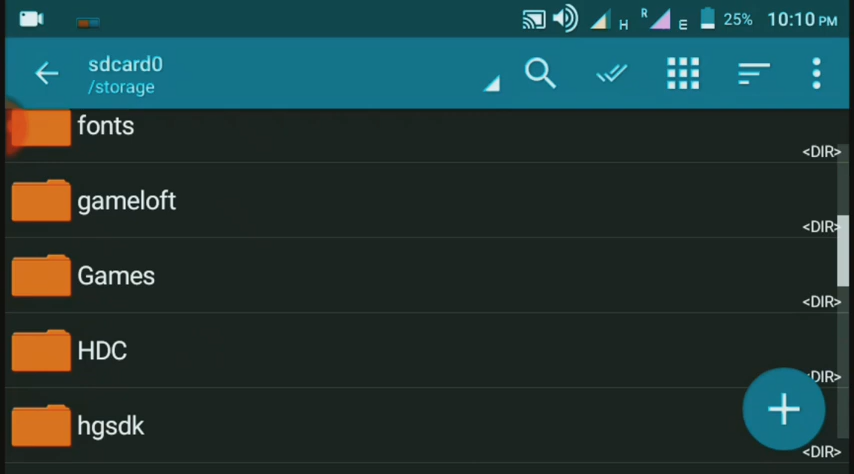 H R E 25% 10:10 PM
sdcard0
/storage
fonts
<DIR>
gameloft
<DIR>
Games
<DIR>
HDC
<DIR>
hgsdk
<DIR>